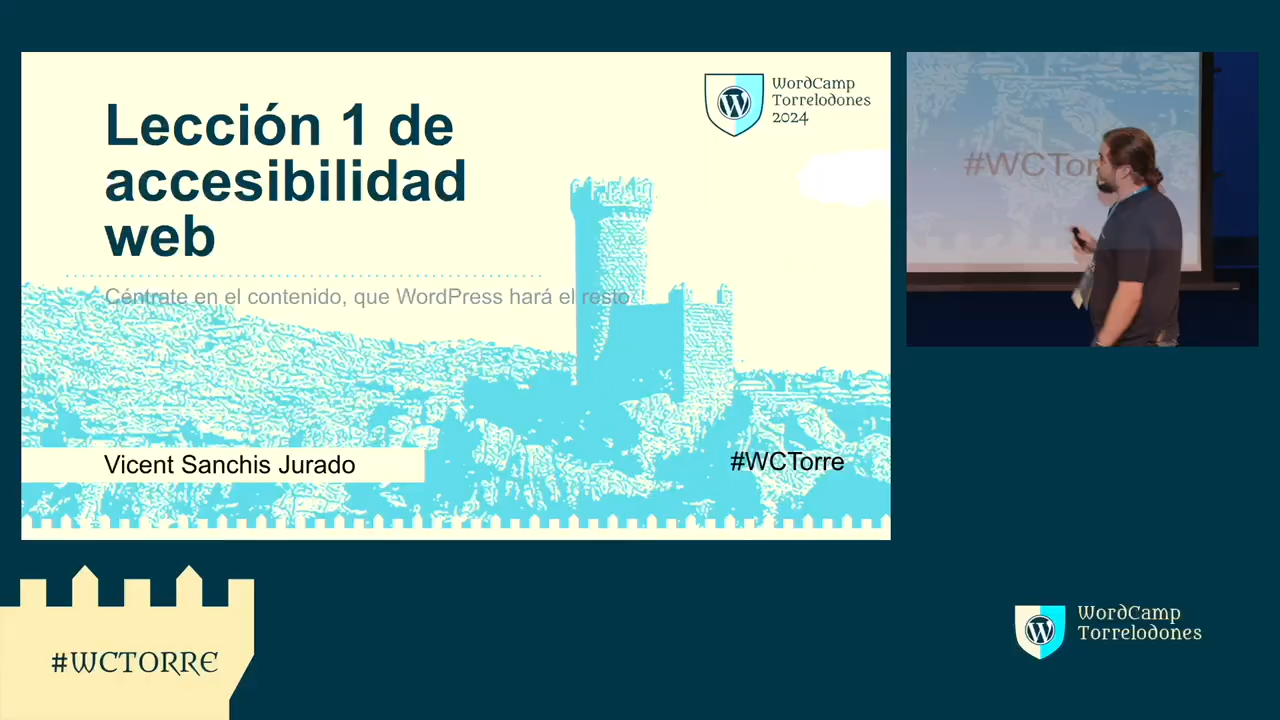 Lección 1 de
accesibilidad
web
Céntrate en el contenido, que WordPress hará el resto
Vicent Sanchis Jurado
#WCTorre
WordCamp
Torrelodones
2024
#WCTor
#WCTORRE
WordCamp
Torrelodones